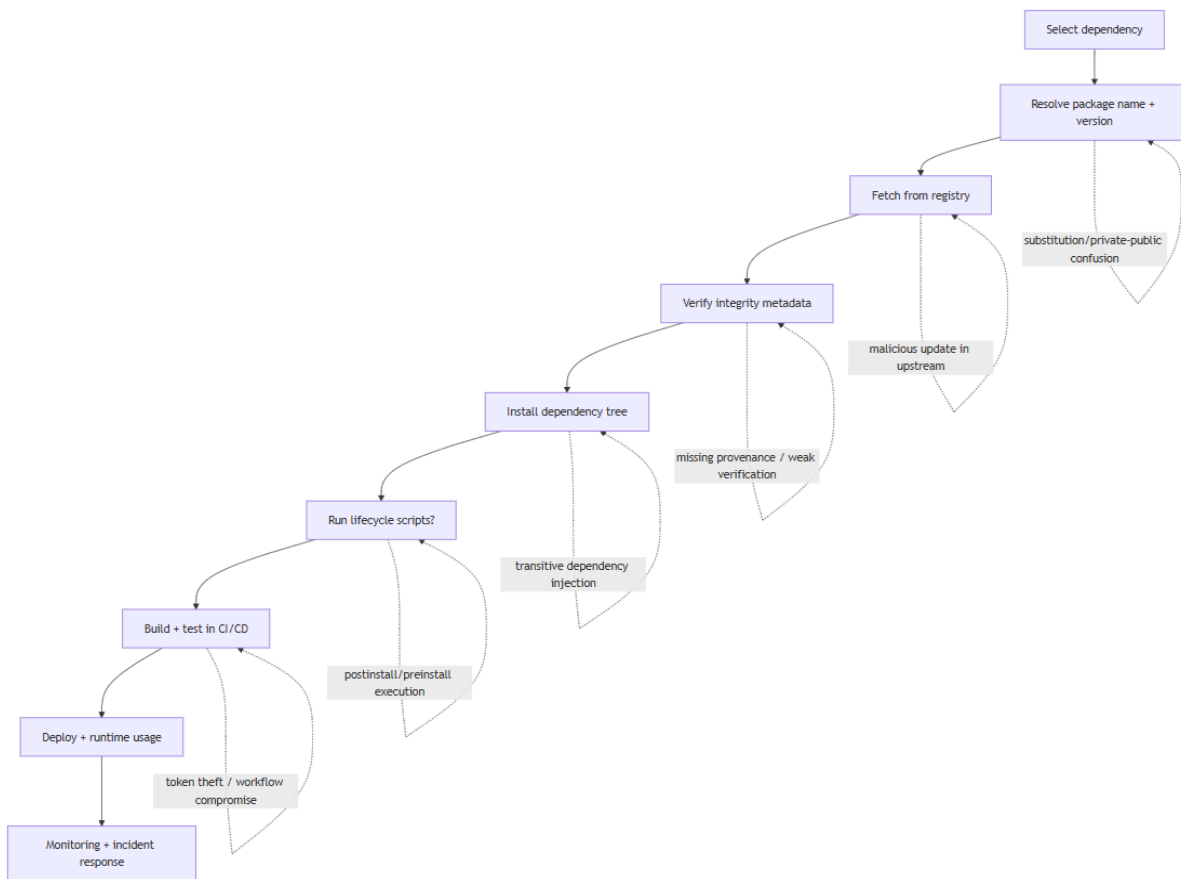 Select dependency
Resolve package name +
version
Fetch from registry
substitution/private-public
confusion
Verify integrity metadata
malicious update in
upstream
Install dependency tree
missing provenance / weak
verification
Run lifecycle scripts?
transitive dependency
injection
Build + test in CI/CD
postinstall/preinstall
execution
Deploy + runtime usage
token theft / workflow
compromise
Monitoring + incident
response